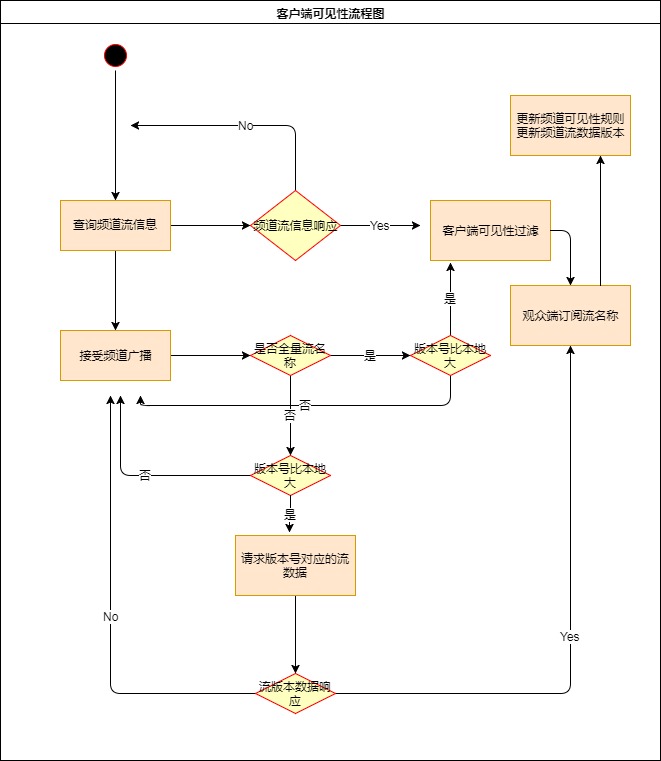 客户端可见性流程图
更新频道可见性规则
更新频道流数据版本
No
查询频道流信息
频道流信息响应
Yes
客户端可见性过滤
是
观众端订阅流名称
接受频道广播
是否全量流名
称
是
版本号比本地
大
否
否
版本号比本地
大
否
是
请求版本号对应的流
数据
No
Yes
流版本数据响
应